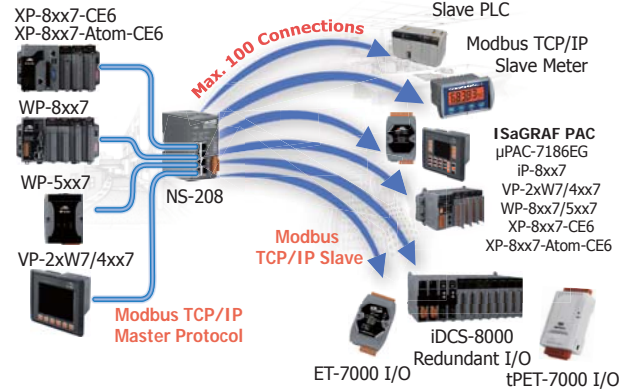 XP-8xx7-CE6
XP-8xx7-Atom-CE6
WP-8xx7
WP-5xx7
VP-2xW7/4xx7
NS-208
Max. 100 Connections
Modbus TCP/IP
Master Protocol
Modbus
TCP/IP Slave
Slave PLC
Modbus TCP/IP
Slave Meter
ISaGRAF PAC
µPAC-7186EG
iP-8xx7
VP-2xW7/4xx7
WP-8xx7/5xx7
XP-8xx7-CE6
XP-8xx7-Atom-CE6
iDCS-8000
Redundant I/O
ET-7000 I/O
tPET-7000 I/O